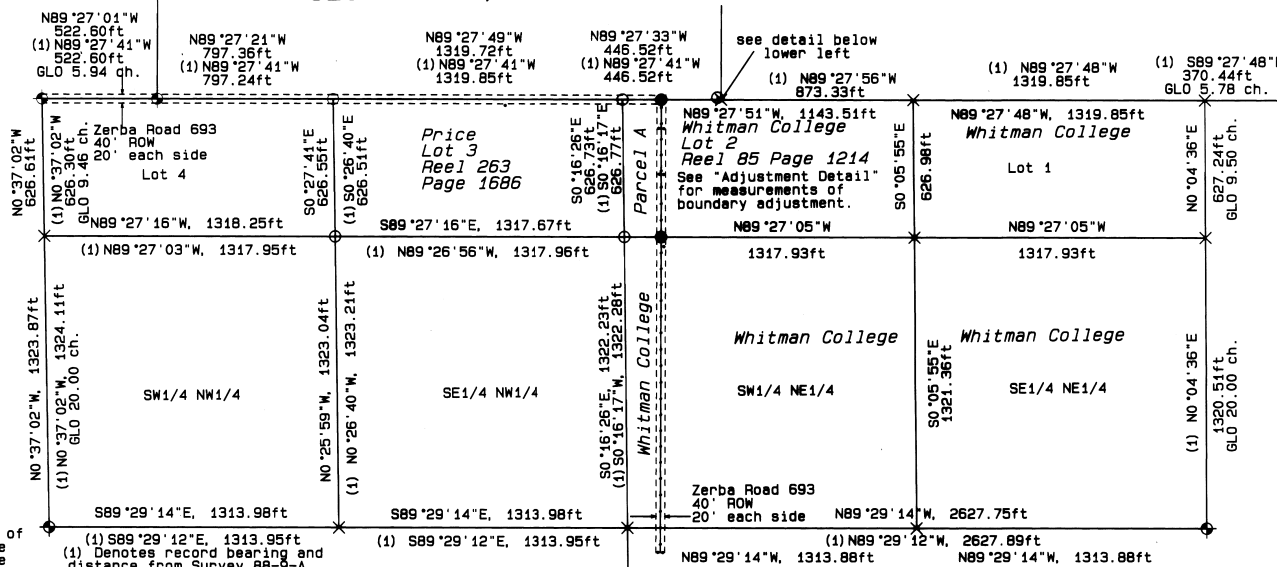 N89°27'01"W
522.60ft
(1) N89°27'41"W
522.60ft
GLO 5.94 ch.
N89°27'21"W
797.36ft
(1) N89°27'41"W
797.24ft
N89°27'49"W
1319.72ft
(1) N89°27'41"W
1319.85ft
N89°27'33"W
446.52ft
(1) N89°27'41"W
446.52ft
see detail below
lower left
(1) N89°27'56"W
873.33ft
(1) N89°27'48"W
1319.85ft
(1) S89°27'48"E
370.44ft
GLO 5.78 ch.
N89°27'51"W, 1143.51ft
N89°27'48"W, 1319.85ft
N0°37'02"W
626.61ft
(1) N0°37'02"W
626.30ft
GLO 9.46 ch.
Zerba Road 693
40' ROW
20' each side
Lot 4
S0°27'41"E
626.55ft
(1) S0°26'40"E
626.51ft
Price
Lot 3
Reel 263
Page 1686
S0°16'26"E
626.73ft
(1) S0°16'17"E
626.77ft
Parcel A
Whitman College
Lot 2
Reel 85 Page 1214
See "Adjustment Detail"
for measurements of
boundary adjustment.
S0°05'55"E
626.98ft
Whitman College
Lot 1
N0°04'36"E
627.24ft
GLO 9.50 ch.
N89°27'16"W, 1318.25ft
(1) N89°27'03"W, 1317.95ft
S89°27'16"E, 1317.67ft
(1) N89°26'56"W, 1317.96ft
N89°27'05"W
1317.93ft
N89°27'05"W
1317.93ft
N0°37'02"W, 1323.87ft
(1) N0°37'02"W, 1324.11ft
GLO 20.00 ch.
SW1/4 NW1/4
N0°25'59"W, 1323.04ft
(1) N0°26'40"W, 1323.21ft
SE1/4 NW1/4
S0°16'26"E, 1322.23ft
(1) S0°16'17"W, 1322.28ft
Whitman College
Whitman College
SW1/4 NE1/4
S0°05'55"E
1321.36ft
Whitman College
SE1/4 NE1/4
(1) N0°04'36"E
1320.51ft
GLO 20.00 ch.
Zerba Road 693
40' ROW
20' each side
S89°29'14"E, 1313.98ft
(1) S89°29'12"E, 1313.95ft
S89°29'14"E, 1313.98ft
(1) S89°29'12"E, 1313.95ft
N89°29'14"W, 2627.75ft
(1) N89°29'12"W, 2627.89ft
N89°29'14"W, 1313.88ft
N89°29'14"W, 1313.88ft
of
(1) Denotes record bearing and
distance from Survey 88-9-A